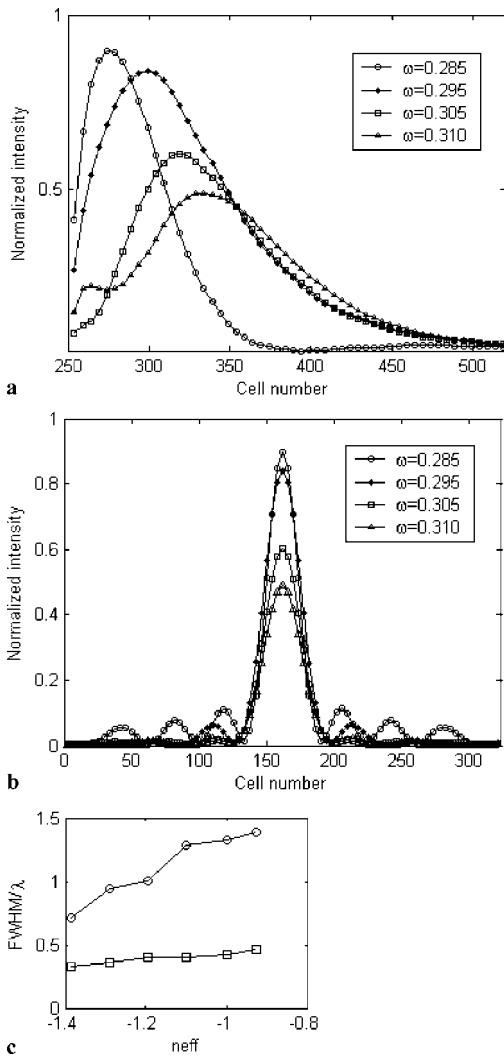 1
ω=0.285
ω=0.295
ω=0.305
ω=0.310
0.5
Normalized intensity
250 300 350 400 450 500
Cell number
a
1
ω=0.285
ω=0.295
ω=0.305
ω=0.310
0.8
0.6
0.4
0.2
0
Normalized intensity
0 50 100 150 200 250 300
Cell number
b
1.5
1
0.5
0
FWHM/λ
-1.4 -1.2 -1 -0.8
neff
c